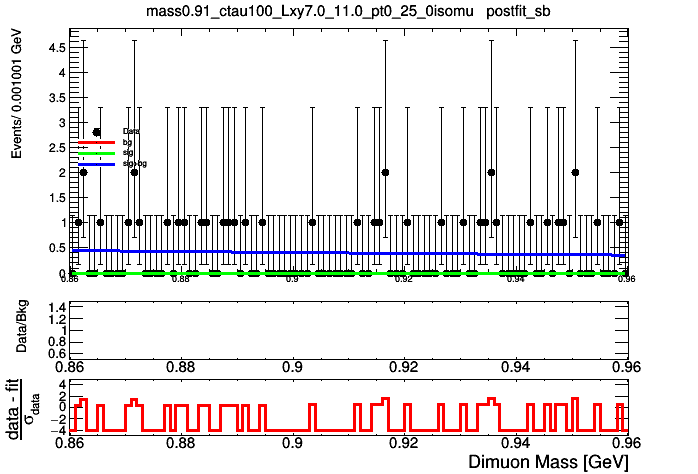 mass0.91_ctau100_Lxy7.0_11.0_pt0_25_0isomu postfit_sb
Events/ 0.001001 GeV
4.5
4
3.5
3
2.5
2
1.5
1
0.5
0
Data
bg
sig
sig+bg
0.86 0.88 0.9 0.92 0.94 0.96
Data/Bkg
1.4
1.2
1
0.8
0.6
0.86 0.88 0.9 0.92 0.94 0.96
data - fit
σdata
4
2
0
−2
−4
0.86 0.88 0.9 0.92 0.94 0.96
Dimuon Mass [GeV]